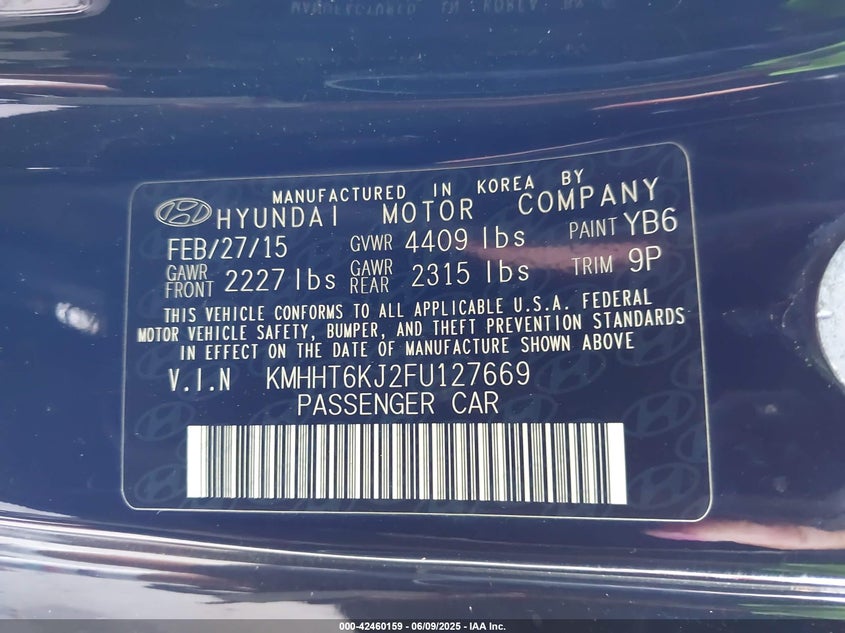 MANUFACTURED IN KOREA BY
HYUNDAI MOTOR COMPANY
FEB/27/15 GVWR 4409 lbs PAINT YB6
GAWR FRONT 2227 lbs GAWR REAR 2315 lbs TRIM 9P
THIS VEHICLE CONFORMS TO ALL APPLICABLE U.S.A. FEDERAL
MOTOR VEHICLE SAFETY, BUMPER, AND THEFT PREVENTION STANDARDS
IN EFFECT ON THE DATE OF MANUFACTURE SHOWN ABOVE
V.I.N KMHHT6KJ2FU127669
PASSENGER CAR
000-42460159 - 06/09/2025 - IAA Inc.